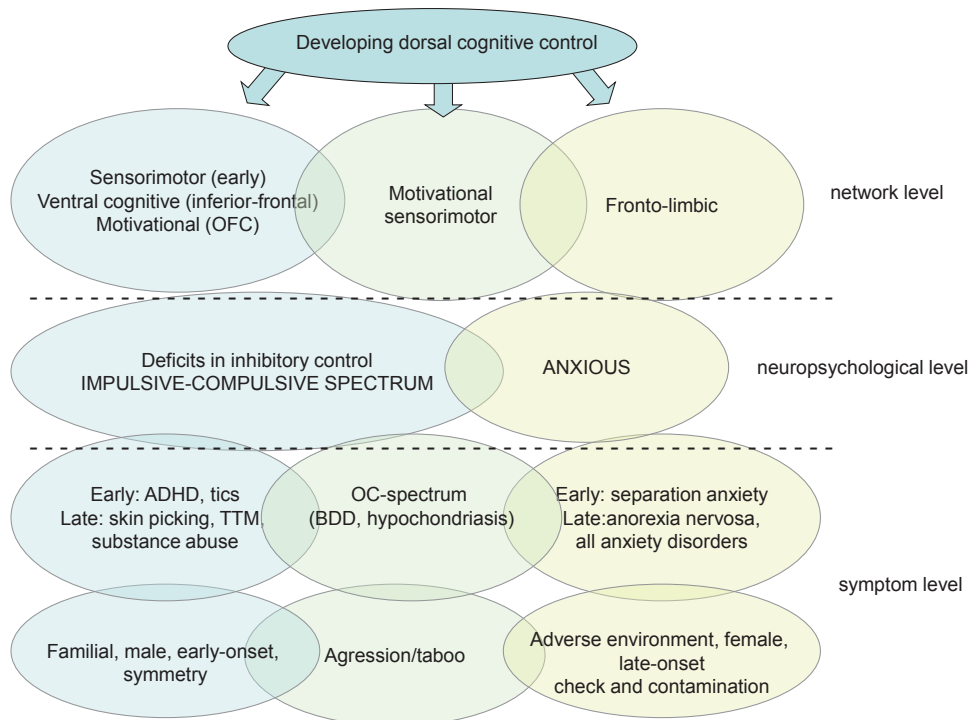 Developing dorsal cognitive control
Sensorimotor (early)
Ventral cognitive (inferior-frontal)
Motivational (OFC)
Motivational
sensorimotor
Fronto-limbic
network level
Deficits in inhibitory control
IMPULSIVE-COMPULSIVE SPECTRUM
ANXIOUS
neuropsychological level
Early: ADHD, tics
Late: skin picking, TTM,
substance abuse
OC-spectrum
(BDD, hypochondriasis)
Early: separation anxiety
Late:anorexia nervosa,
all anxiety disorders
symptom level
Familial, male, early-onset,
symmetry
Agression/taboo
Adverse environment, female,
late-onset
check and contamination